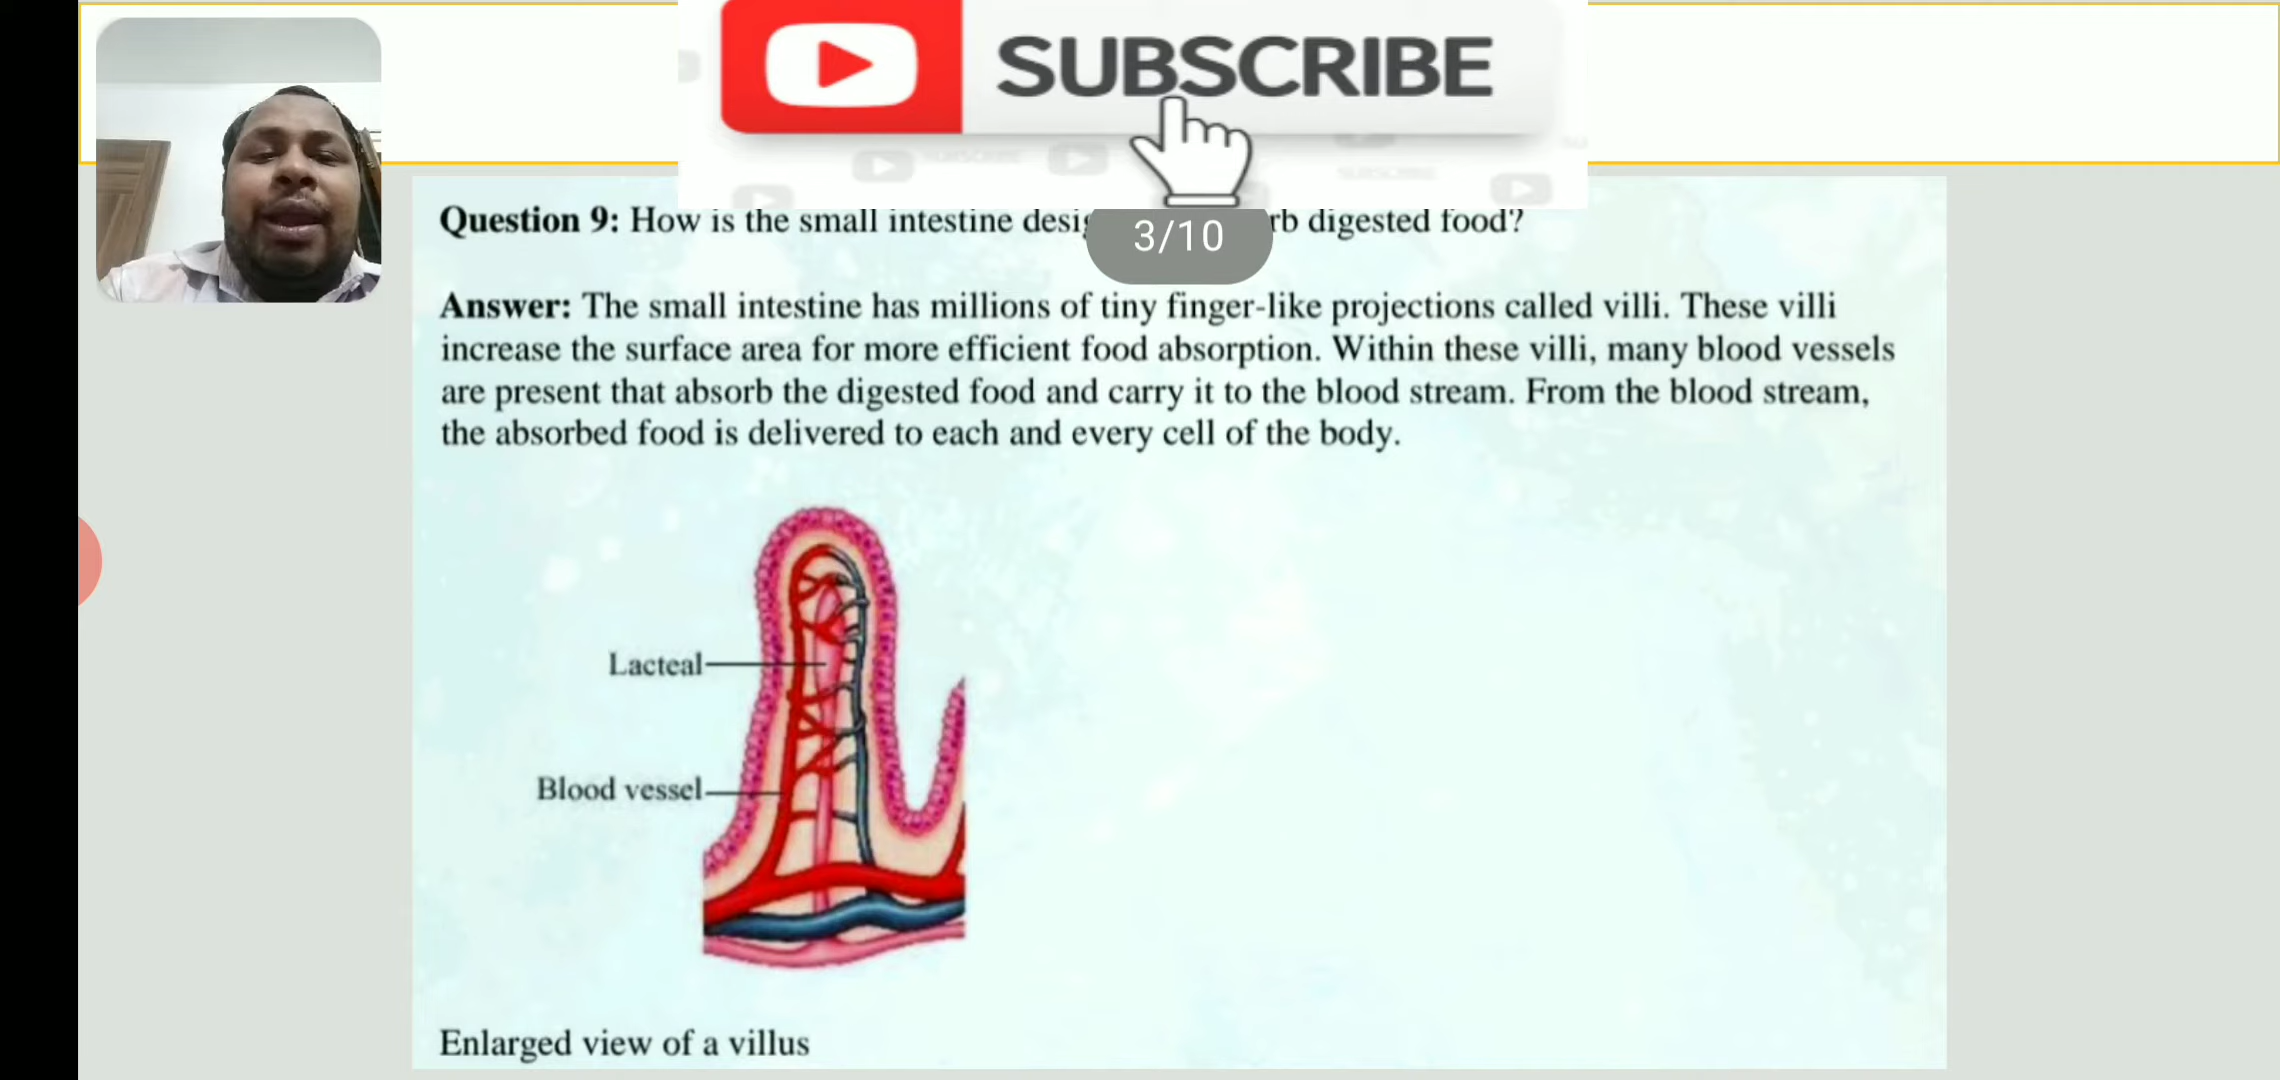 SUBSCRIBE
SUBSCRIBE
Question 9: How is the small intestine digested food?
3/10
Answer: The small intestine has millions of tiny finger-like projections called villi. These villi
increase the surface area for more efficient food absorption. Within these villi, many blood vessels
are present that absorb the digested food and carry it to the blood stream. From the blood stream,
the absorbed food is delivered to each and every cell of the body.
Lacteal
Blood vessel
Enlarged view of a villus